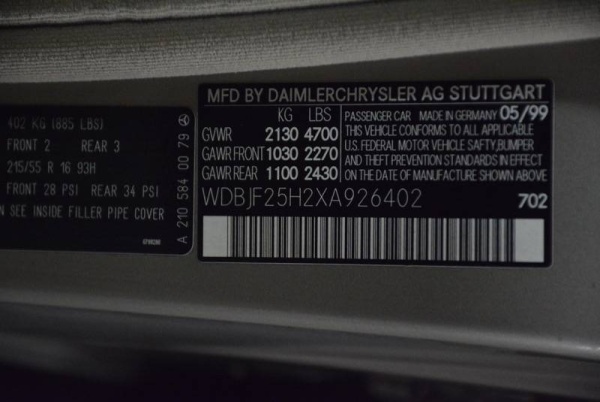 402 KG (885 LBS)
FRONT 2 REAR 3
215/55 R 16 93H
FRONT 28 PSI REAR 34 PSI
N SEE INSIDE FILLER PIPE COVER
A 210 584 00 79
MFD BY DAIMLERCHRYSLER AG STUTTGART
KG LBS
GVWR 2130 4700
GAWR FRONT 1030 2270
GAWR REAR 1100 2430
PASSENGER CAR MADE IN GERMANY 05/99
THIS VEHICLE CONFORMS TO ALL APPLICABLE
U.S. FEDERAL MOTOR VEHICLE SAFTY, BUMPER
AND THEFT PREVENTION STANDARDS IN EFFECT
ON THE DATE OF MANUFACTURE SHOWN ABOVE.
WDBJF25H2XA926402
702